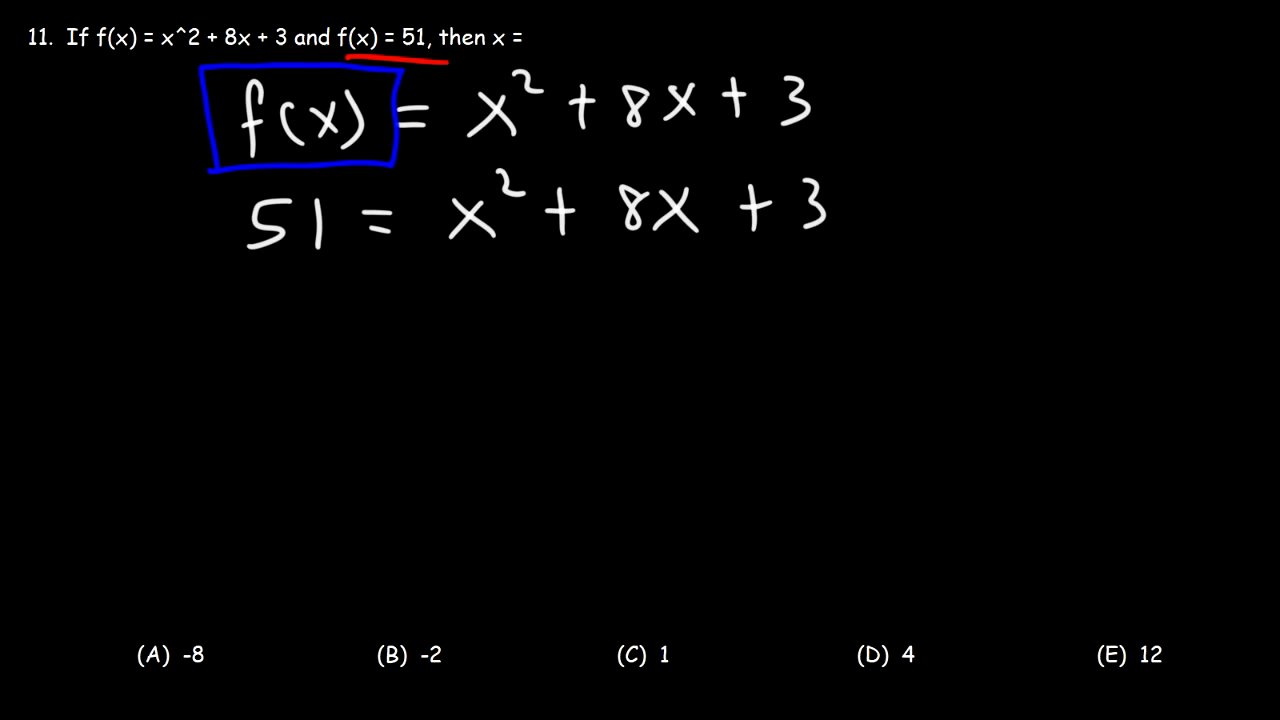 11. If f(x) = x^2 + 8x + 3 and f(x) = 51, then x =
f(x) = x² + 8x + 3
51 = x² + 8x + 3
(A) -8 (B) -2 (C) 1 (D) 4 (E) 12